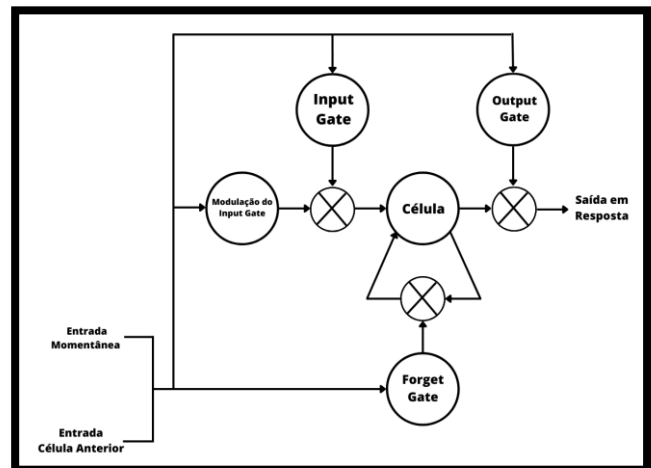 Input
Gate
Output
Gate
Modulação do
Input Gate
Célula
Saída em
Resposta
Entrada
Momentânea
Forget
Gate
Entrada
Célula Anterior